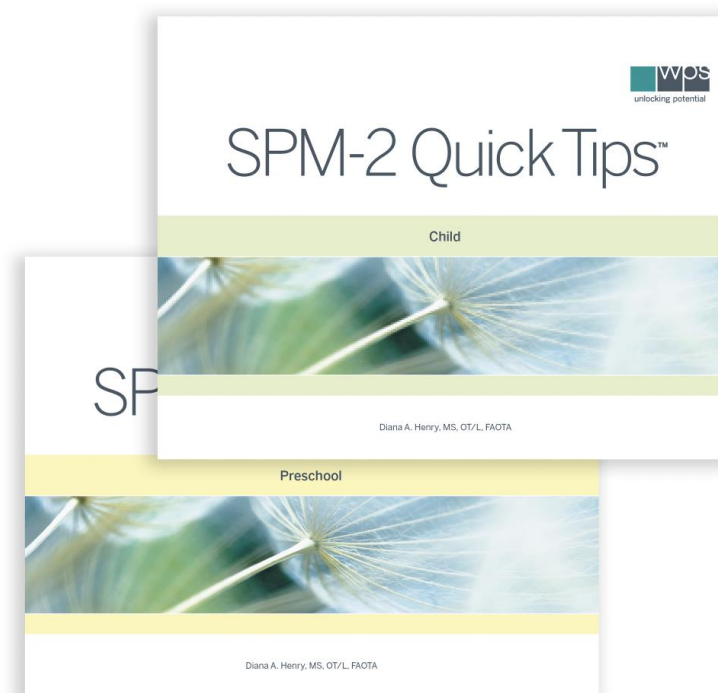 wps
unlocking potential
SPM-2 Quick Tips™
Child
Diana A. Henry, MS, OT/L, FAOTA
SP
Preschool
Diana A. Henry, MS, OT/L, FAOTA